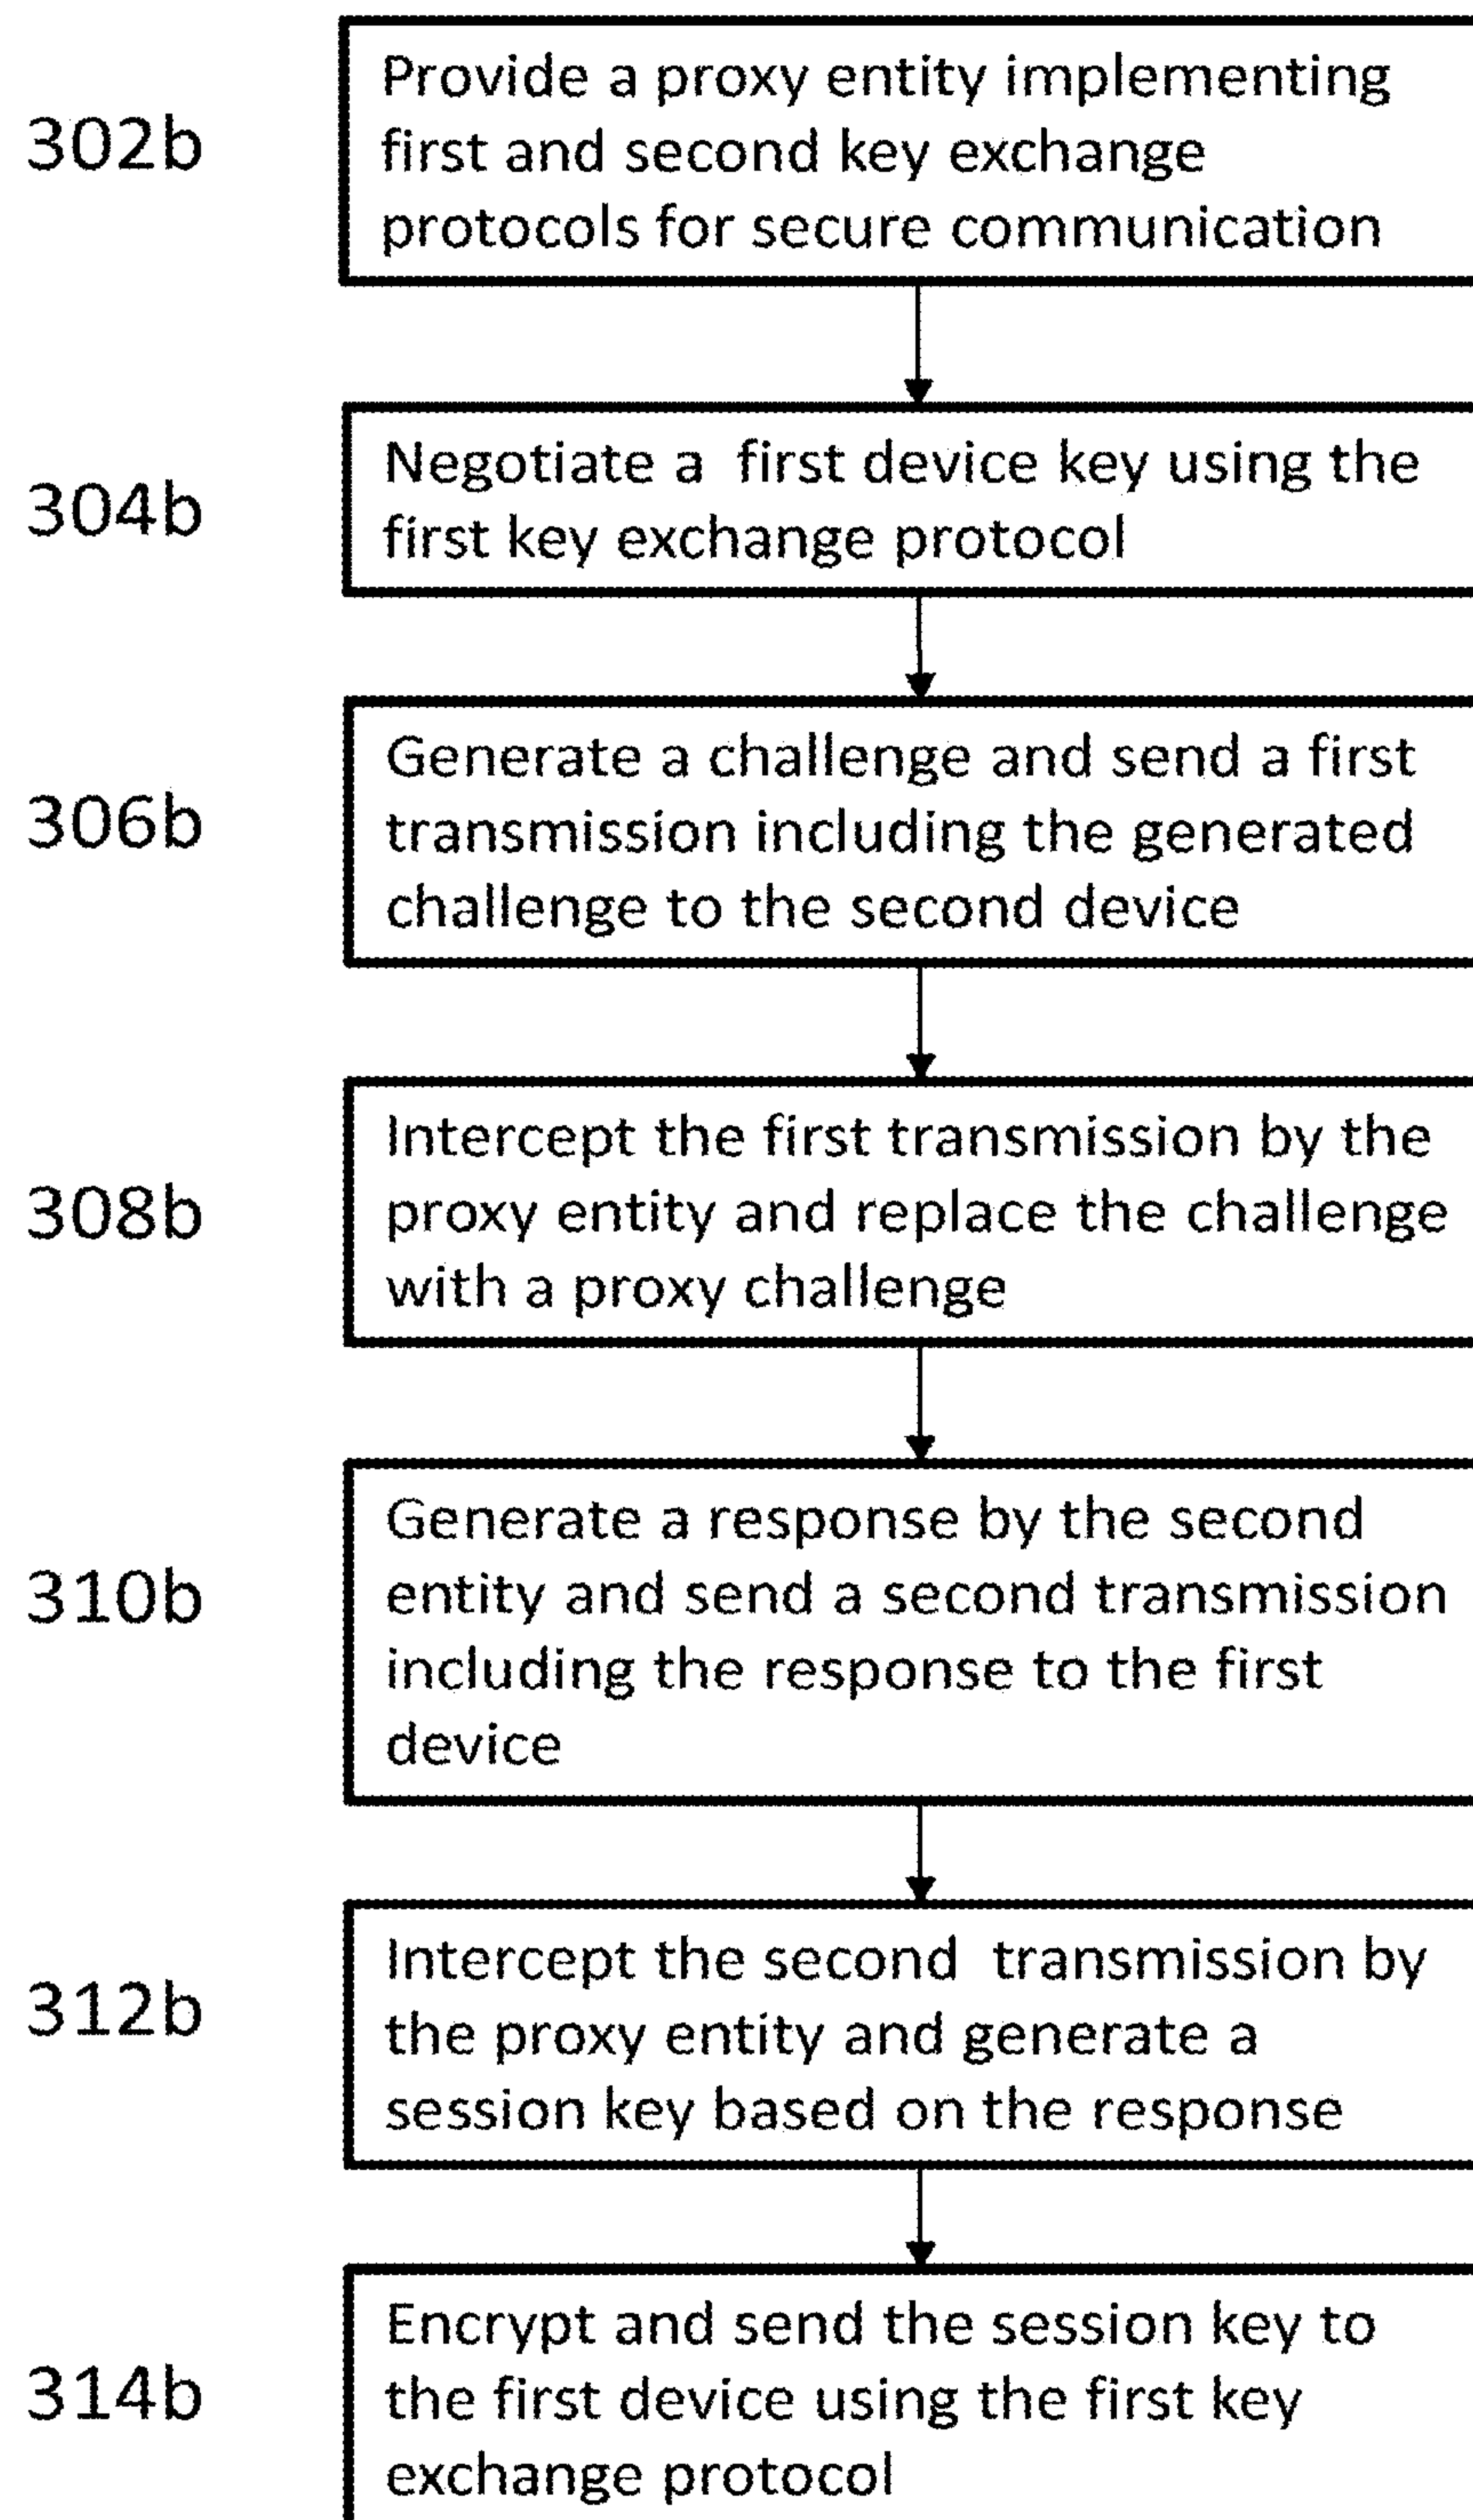 302b
Provide a proxy entity implementing
first and second key exchange
protocols for secure communication
304b
Negotiate a first device key using the
first key exchange protocol
306b
Generate a challenge and send a first
transmission including the generated
challenge to the second device
308b
Intercept the first transmission by the
proxy entity and replace the challenge
with a proxy challenge
310b
Generate a response by the second
entity and send a second transmission
including the response to the first
device
312b
Intercept the second transmission by
the proxy entity and generate a
session key based on the response
314b
Encrypt and send the session key to
the first device using the first key
exchange protocol